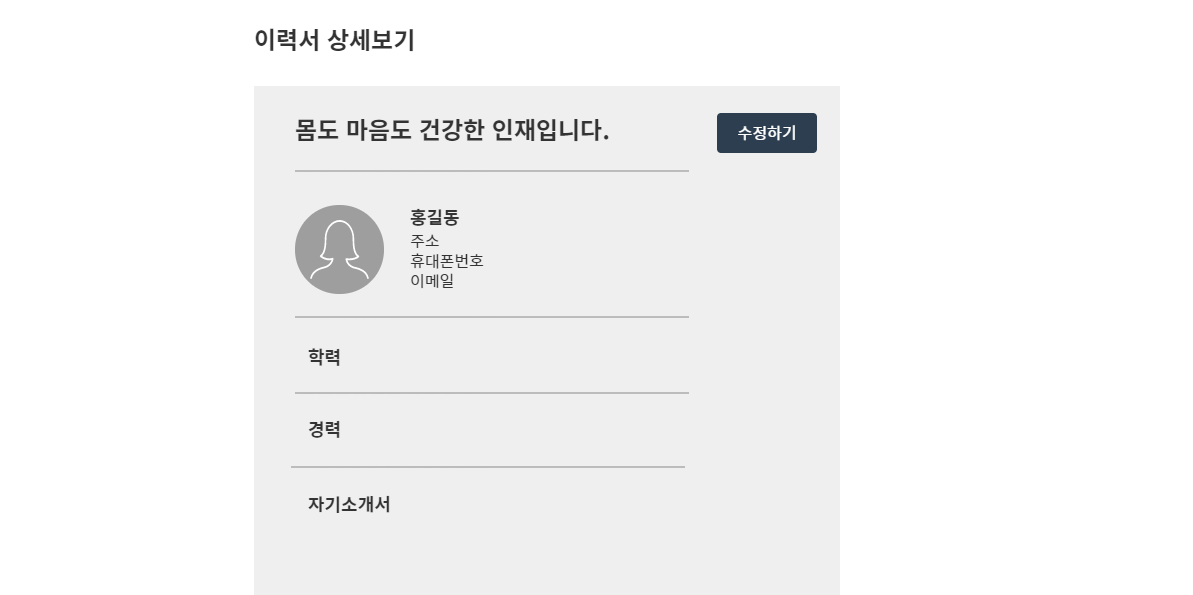 이력서 상세보기
몸도 마음도 건강한 인재입니다.
수정하기
홍길동
주소
휴대폰번호
이메일
학력
경력
자기소개서